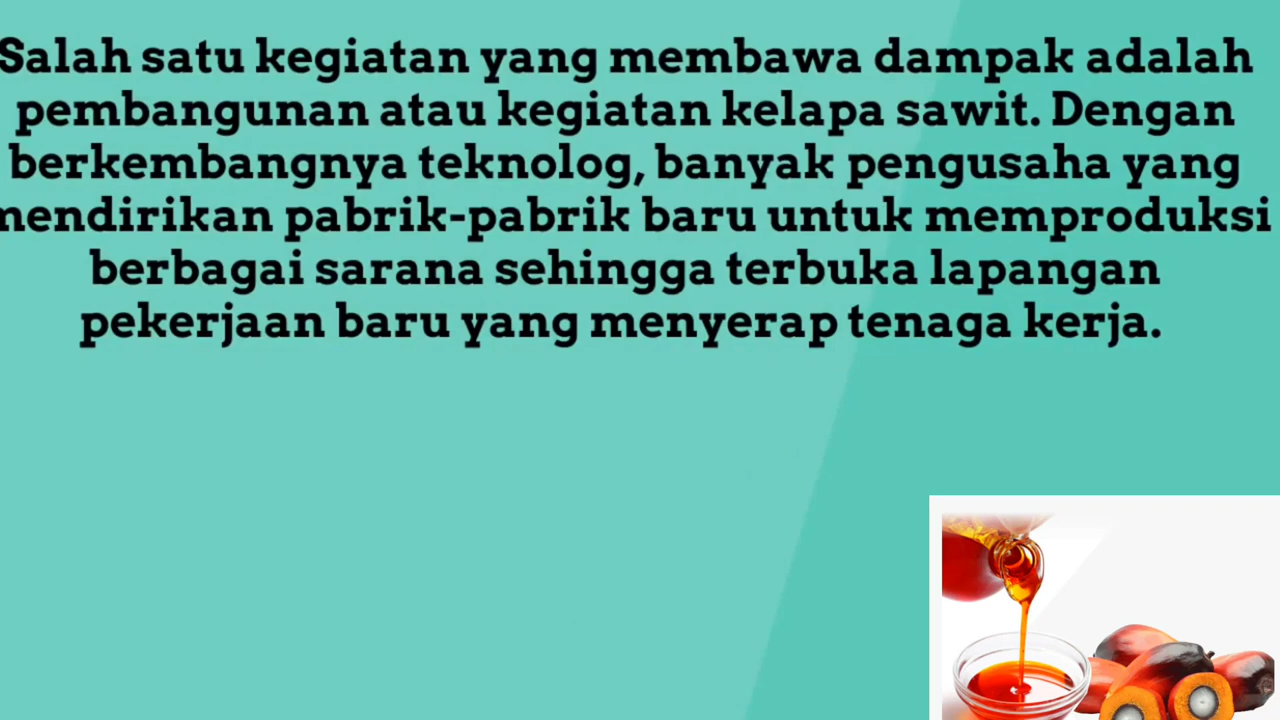 Salah satu kegiatan yang membawa dampak adalah
pembangunan atau kegiatan kelapa sawit. Dengan
berkembangnya teknolog, banyak pengusaha yang
mendirikan pabrik-pabrik baru untuk memproduksi
berbagai sarana sehingga terbuka lapangan
pekerjaan baru yang menyerap tenaga kerja.